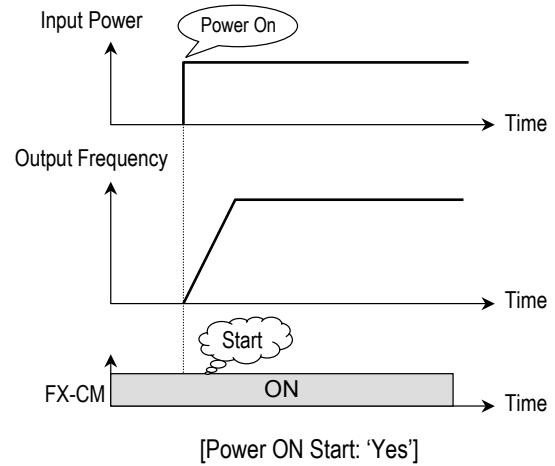 Input Power
Power On
Time
Output Frequency
Time
Start
FX-CM
ON
Time
[Power ON Start: ‘Yes’]